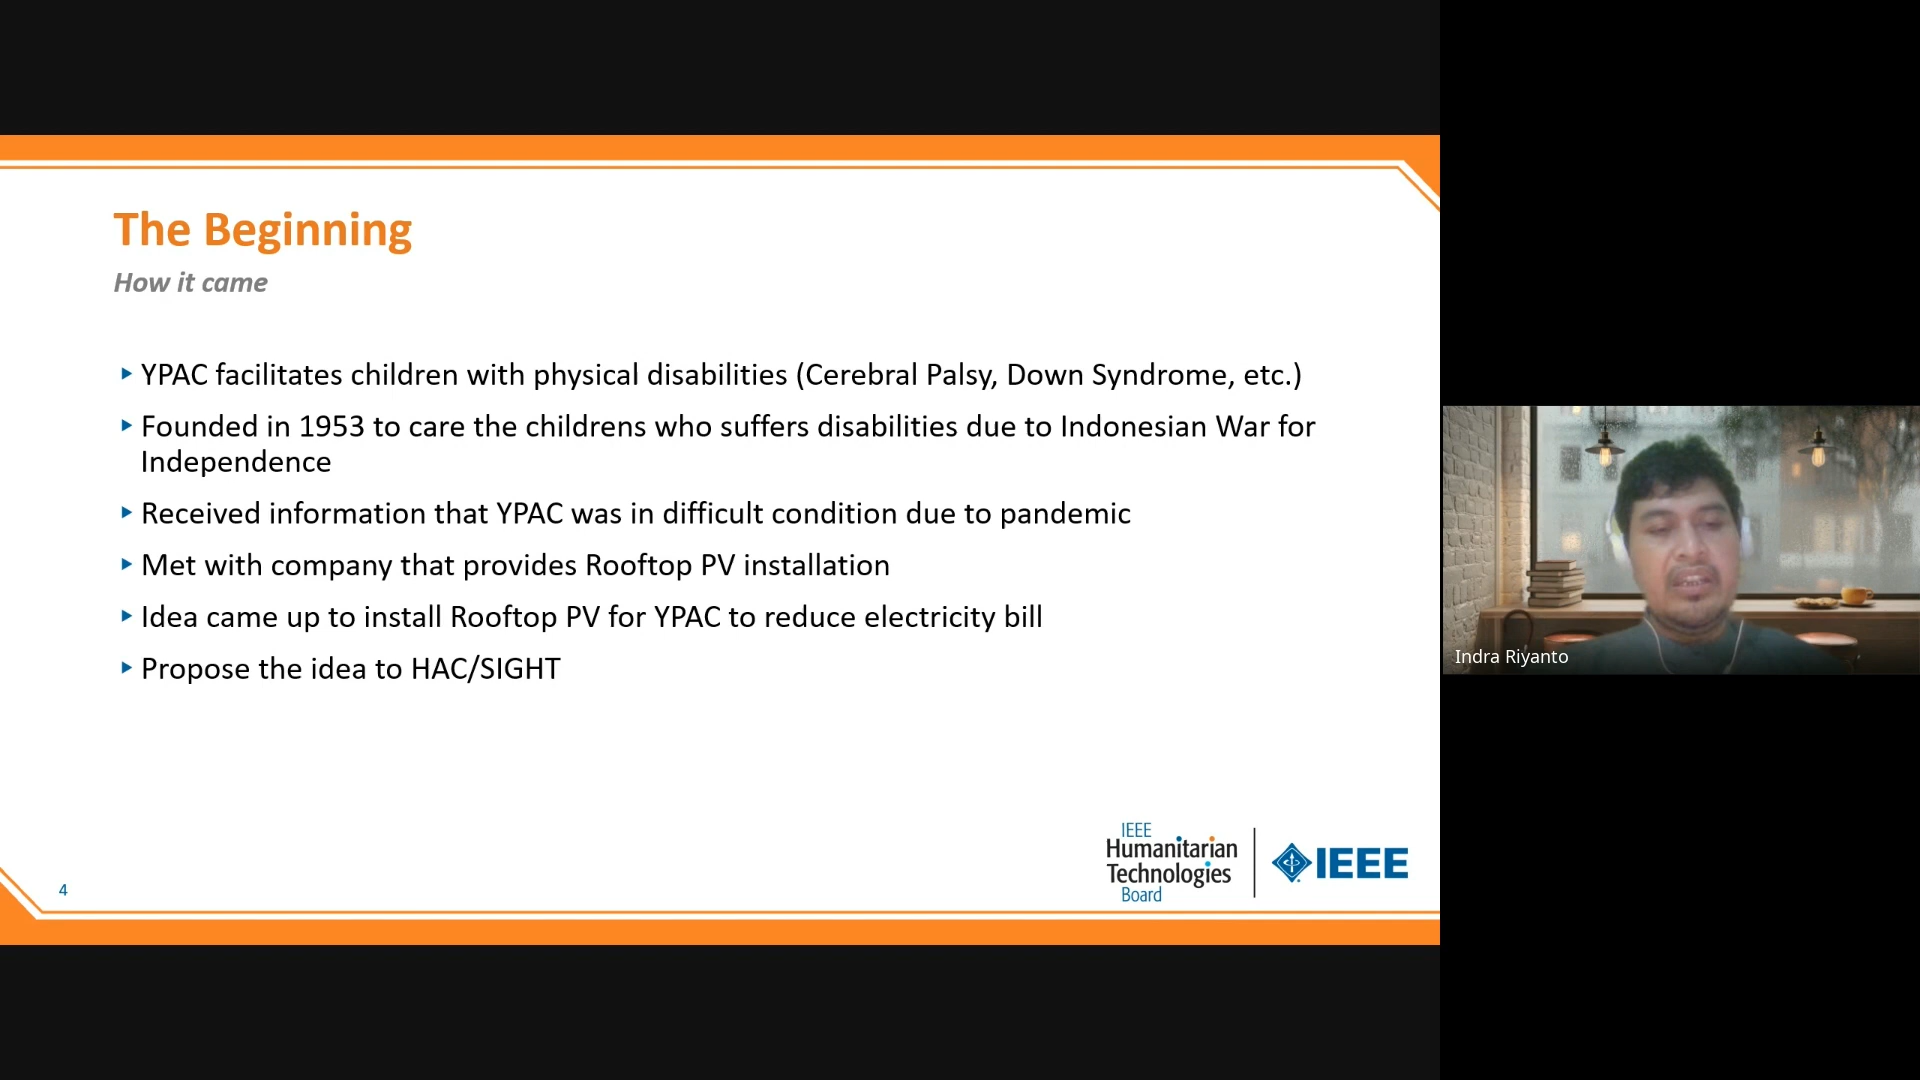 The Beginning
How it came
YPAC facilitates children with physical disabilities (Cerebral Palsy, Down Syndrome, etc.)
Founded in 1953 to care the childrens who suffers disabilities due to Indonesian War for
Independence
Received information that YPAC was in difficult condition due to pandemic
Met with company that provides Rooftop PV installation
Idea came up to install Rooftop PV for YPAC to reduce electricity bill
Propose the idea to HAC/SIGHT
IEEE
Humanitarian
Technologies
Board
IEEE
4
Indra Riyanto